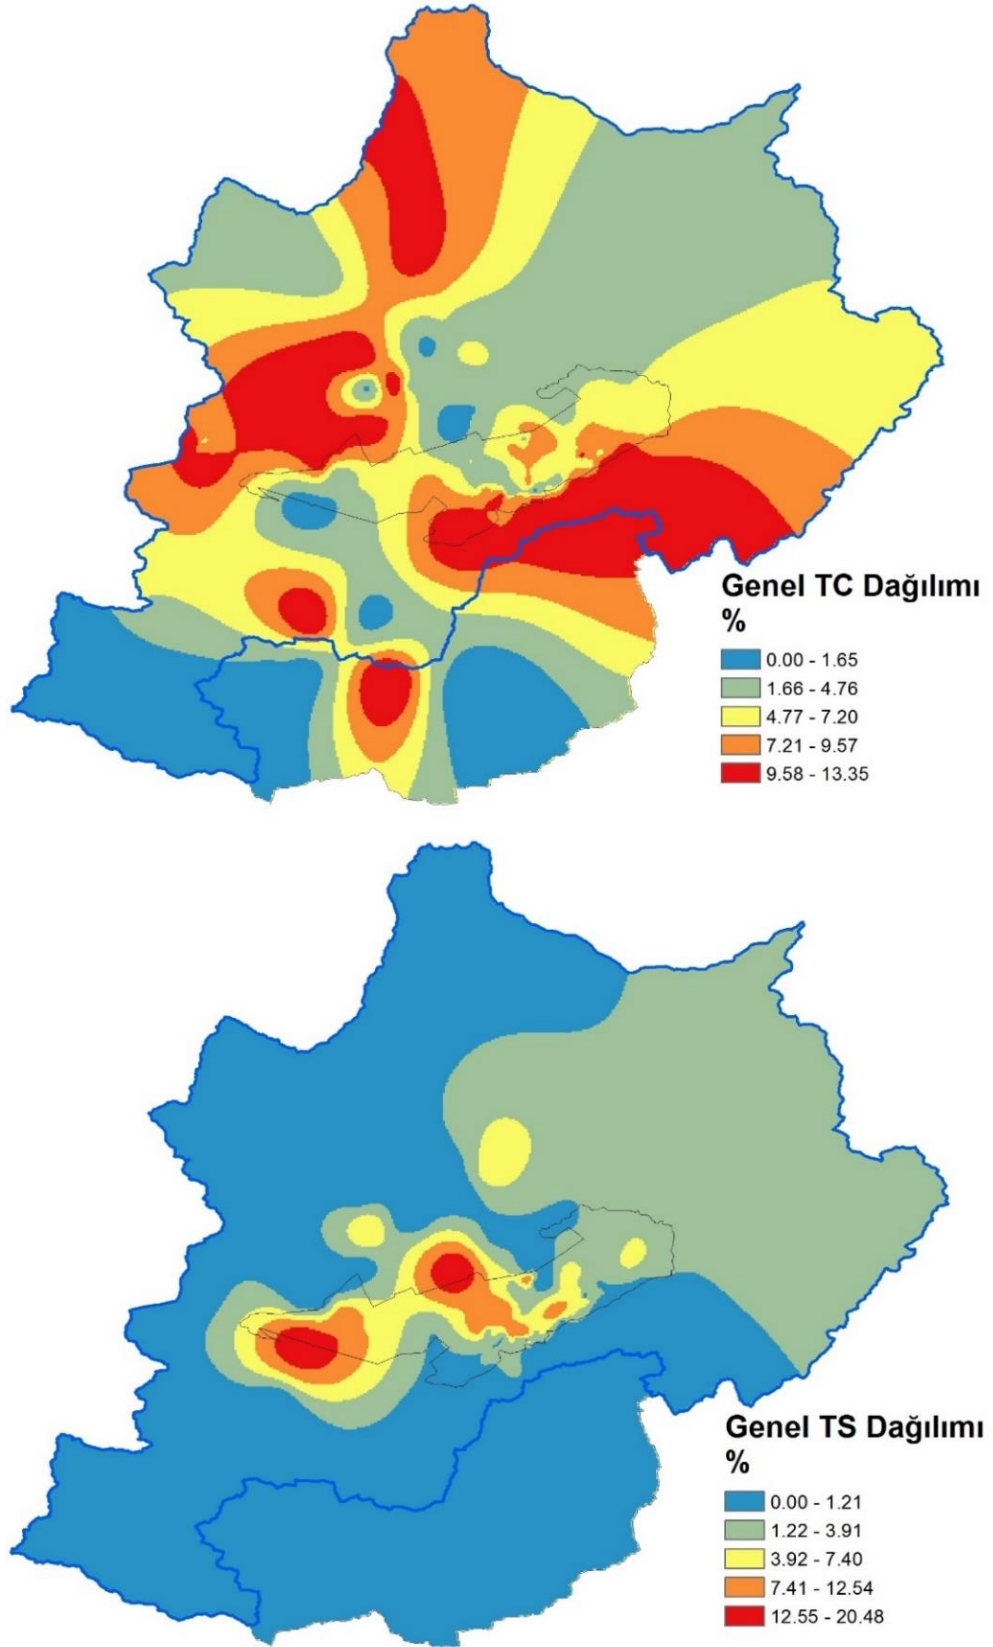 Genel TC Dağılımı
%
0.00 - 1.65
1.66 - 4.76
4.77 - 7.20
7.21 - 9.57
9.58 - 13.35
Genel TS Dağılımı
%
0.00 - 1.21
1.22 - 3.91
3.92 - 7.40
7.41 - 12.54
12.55 - 20.48